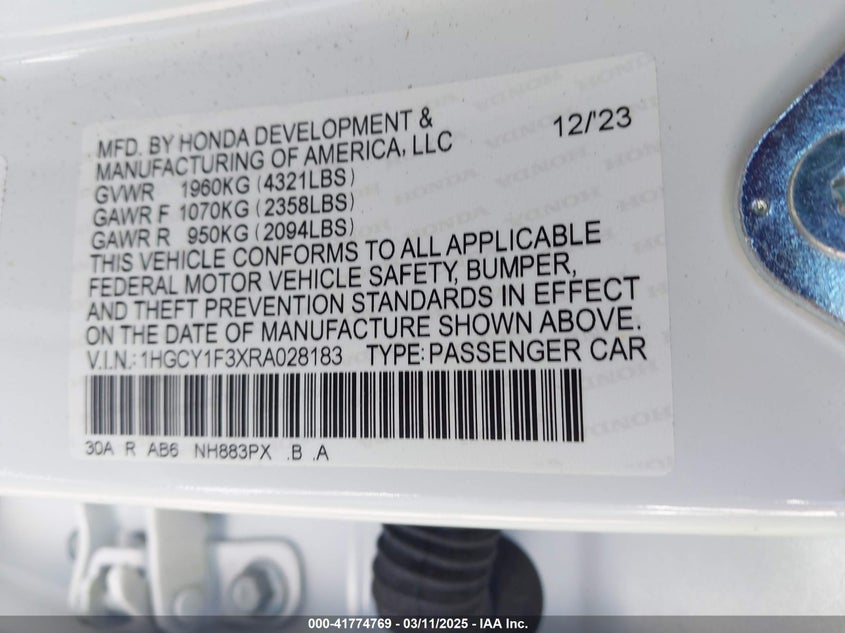 MFD. BY HONDA DEVELOPMENT & 12/'23
MANUFACTURING OF AMERICA, LLC
GVWR 1960KG (4321LBS)
GAWR F 1070KG (2358LBS)
GAWR R 950KG (2094LBS)
THIS VEHICLE CONFORMS TO ALL APPLICABLE
FEDERAL MOTOR VEHICLE SAFETY, BUMPER,
AND THEFT PREVENTION STANDARDS IN EFFECT
ON THE DATE OF MANUFACTURE SHOWN ABOVE.
V.I.N.: 1HGCY1F3XRA028183 TYPE: PASSENGER CAR
30A R AB6 NH883PX .B .A
000-41774769 - 03/11/2025 - IAA Inc.